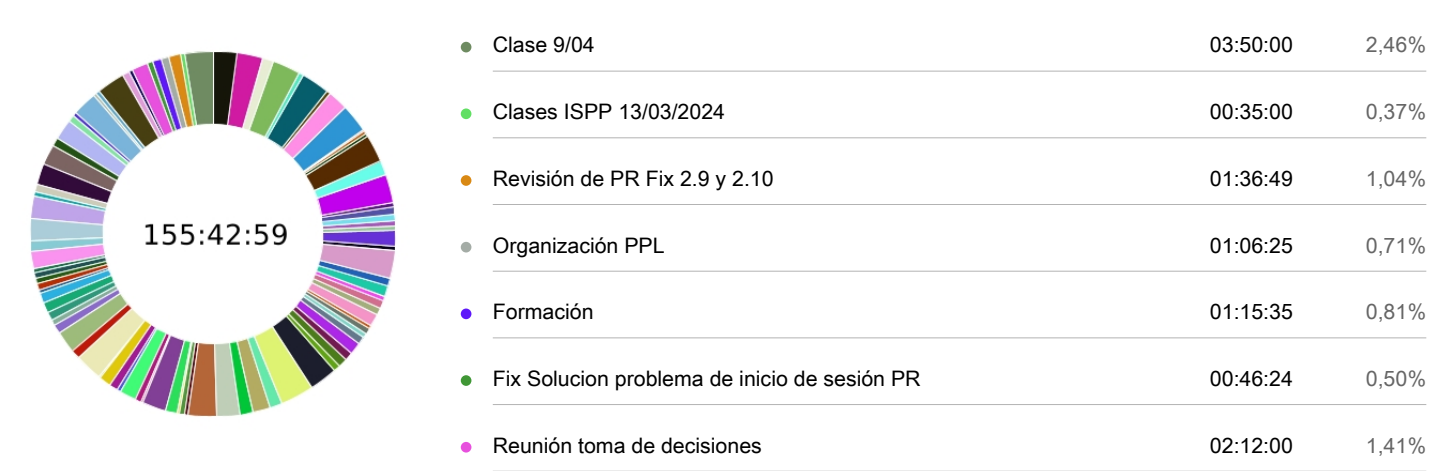 155:42:59
Clase 9/04 03:50:00 2,46%
Clases ISPP 13/03/2024 00:35:00 0,37%
Revisión de PR Fix 2.9 y 2.10 01:36:49 1,04%
Organización PPL 01:06:25 0,71%
Formación 01:15:35 0,81%
Fix Solucion problema de inicio de sesión PR 00:46:24 0,50%
Reunión toma de decisiones 02:12:00 1,41%